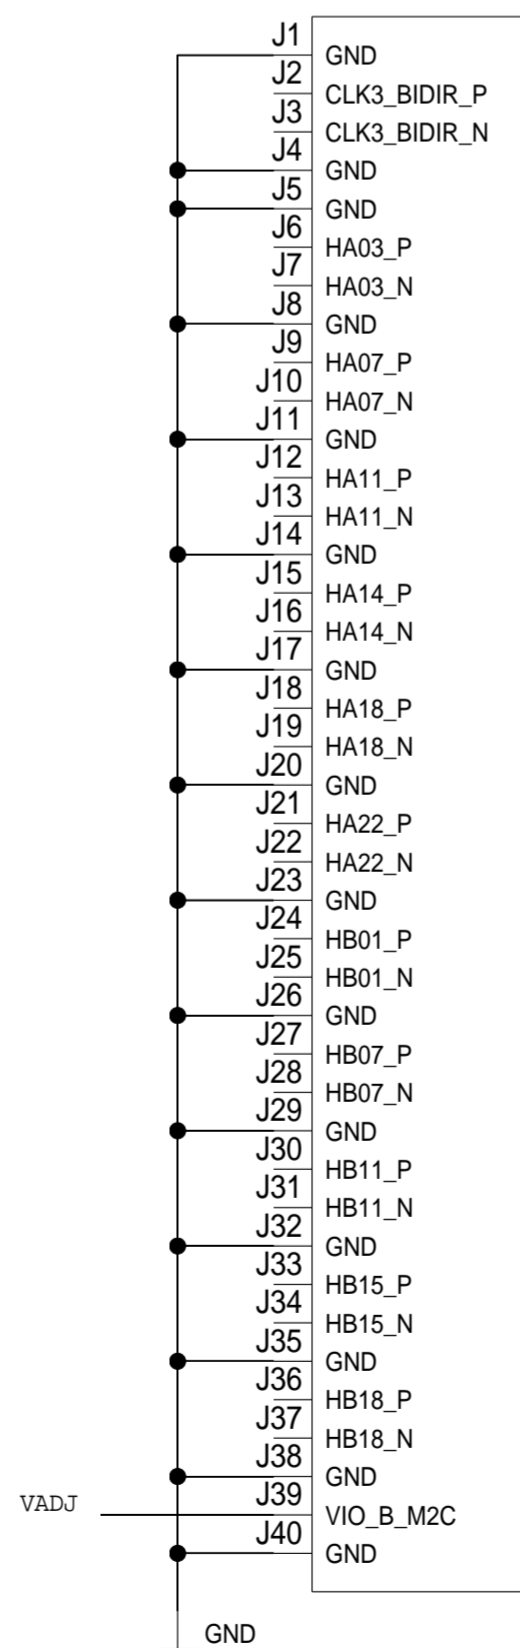 J1 GND
J2 CLK3_BIDIR_P
J3 CLK3_BIDIR_N
J4 GND
J5 GND
J6 HA03_P
J7 HA03_N
J8 GND
J9 HA07_P
J10 HA07_N
J11 GND
J12 HA11_P
J13 HA11_N
J14 GND
J15 HA14_P
J16 HA14_N
J17 GND
J18 HA18_P
J19 HA18_N
J20 GND
J21 HA22_P
J22 HA22_N
J23 GND
J24 HB01_P
J25 HB01_N
J26 GND
J27 HB07_P
J28 HB07_N
J29 GND
J30 HB11_P
J31 HB11_N
J32 GND
J33 HB15_P
J34 HB15_N
J35 GND
J36 HB18_P
J37 HB18_N
J38 GND
VADJ J39 VIO_B_M2C
J40 GND
GND